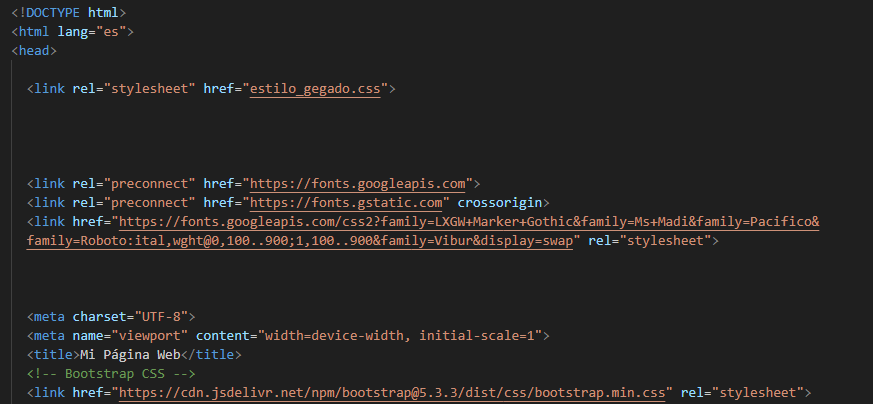 <!DOCTYPE html>
<html lang="es">
<head>
<link rel="stylesheet" href="estilo_gegado.css">
<link rel="preconnect" href="https://fonts.googleapis.com">
<link rel="preconnect" href="https://fonts.gstatic.com" crossorigin>
<link href="https://fonts.googleapis.com/css2?family=LXGW+Marker+Gothic&family=Ms+Madi&family=Pacifico&
family=Roboto:ital,wght@0,100..900;1,100..900&family=Vibur&display=swap" rel="stylesheet">
<meta charset="UTF-8">
<meta name="viewport" content="width=device-width, initial-scale=1">
<title>Mi Página Web</title>
<!-- Bootstrap CSS -->
<link href="https://cdn.jsdelivr.net/npm/bootstrap@5.3.3/dist/css/bootstrap.min.css" rel="stylesheet">